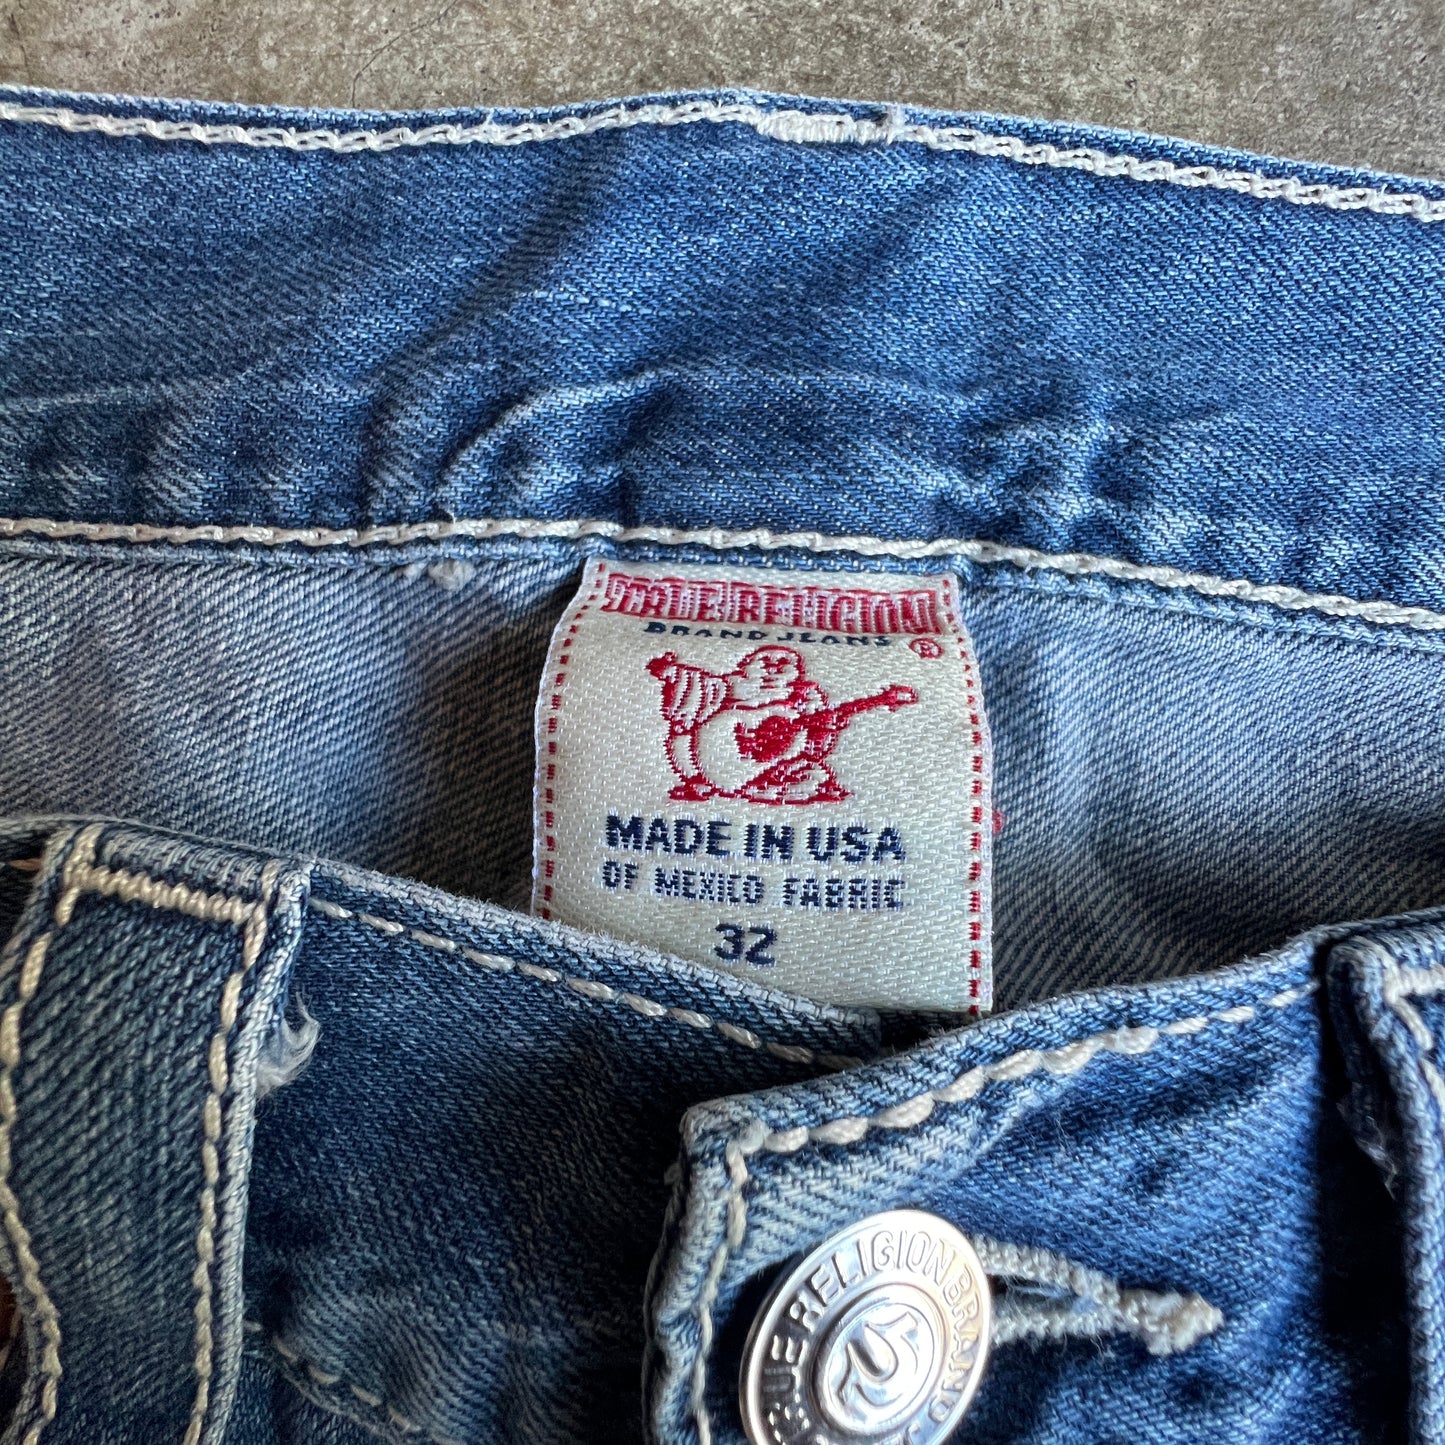 TRUE RELIGION
BRAND JEANS ®
MADE IN USA
OF MEXICO FABRIC
32
TRUE RELIGION BRAND